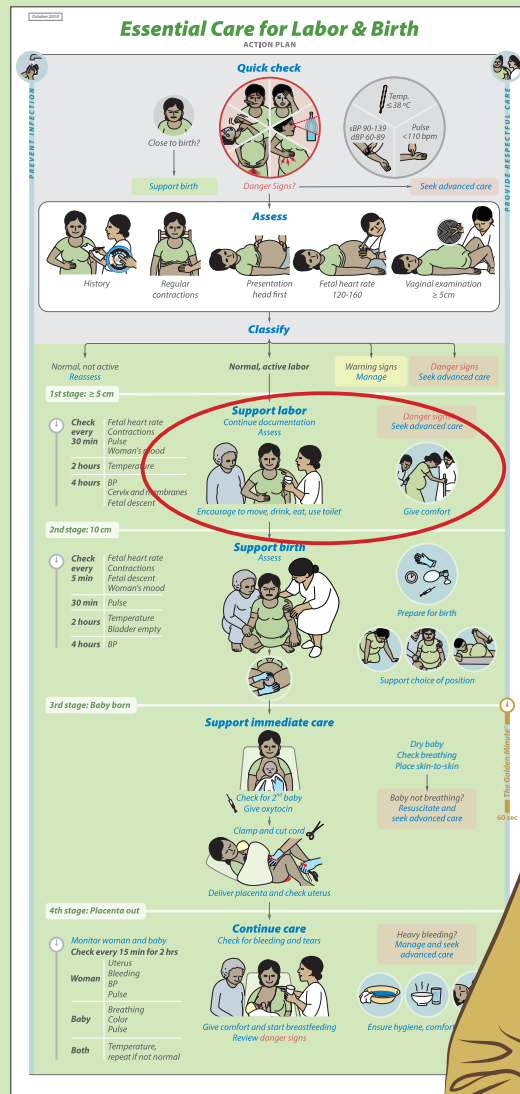 October 2019
Essential Care for Labor & Birth
ACTION PLAN
PREVENT INFECTION
PROVIDE RESPECTFUL CARE
Quick check
Close to birth?
Temp.
≤38 ºC
sBP 90-139
dBP 60-89
Pulse
<110 bpm
Support birth
Danger Signs?
Seek advanced care
Assess
History
Regular
contractions
Presentation
head first
Fetal heart rate
120-160
Vaginal examination
≥ 5cm
Classify
Normal, not active
Reassess
Normal, active labor
Warning signs
Manage
Danger signs
Seek advanced care
1st stage: ≥ 5 cm
Check
every
30 min
Fetal heart rate
Contractions
Pulse
Woman's mood
2 hours
Temperature
4 hours
BP
Cervix and membranes
Fetal descent
Support labor
Continue documentation
Assess
Encourage to move, drink, eat, use toilet
Danger signs?
Seek advanced care
Give comfort
2nd stage: 10 cm
Check
every
5 min
Fetal heart rate
Contractions
Fetal descent
Woman's mood
30 min
Pulse
2 hours
Temperature
Bladder empty
4 hours
BP
Support birth
Assess
Prepare for birth
Support choice of position
3rd stage: Baby born
Support immediate care
Check for 2nd baby
Give oxytocin
Clamp and cut cord
Deliver placenta and check uterus
Dry baby
Check breathing
Place skin-to-skin
Baby not breathing?
Resuscitate and
seek advanced care
The Golden Minute®
60 sec
4th stage: Placenta out
Monitor woman and baby
Check every 15 min for 2 hrs
Woman
Uterus
Bleeding
BP
Pulse
Baby
Breathing
Color
Pulse
Both
Temperature,
repeat if not normal
Continue care
Check for bleeding and tears
Give comfort and start breastfeeding
Review danger signs
Heavy bleeding?
Manage and seek
advanced care
Ensure hygiene, comfor